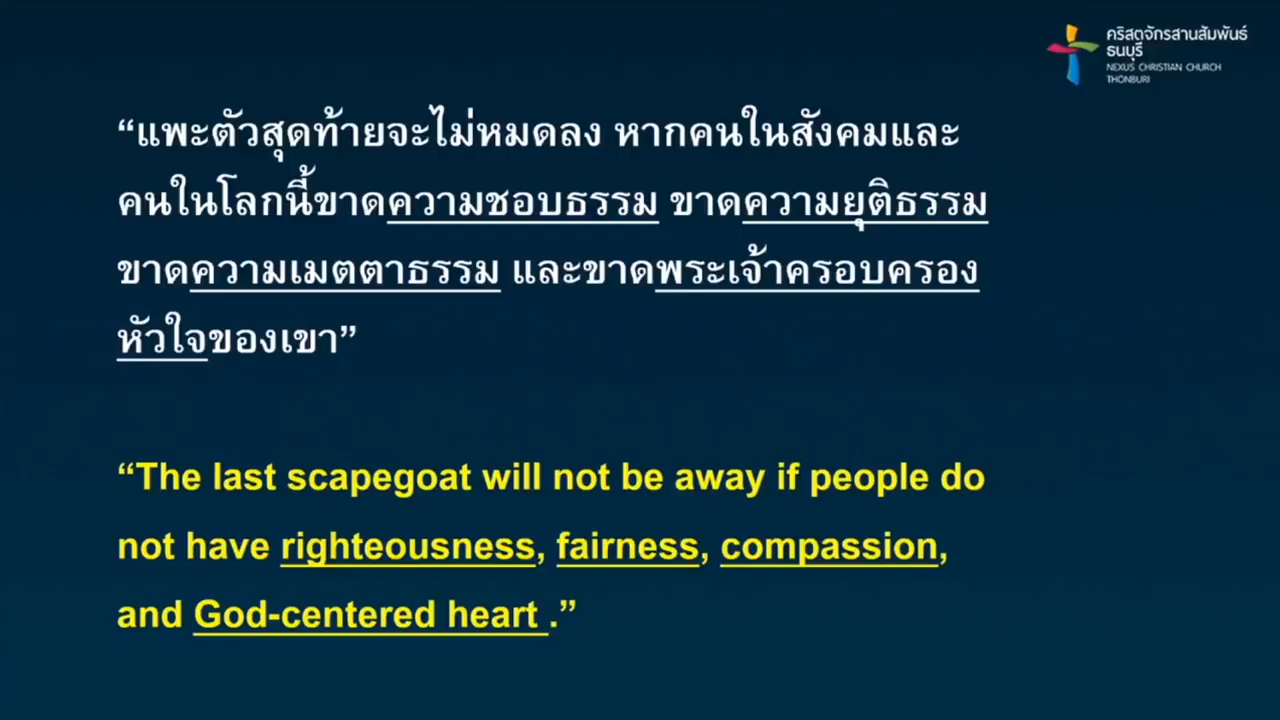 คริสตจักรสานสัมพันธ์
ธนบุรี
NEXUS CHRISTIAN CHURCH
THONBURI
“แพะตัวสุดท้ายจะไม่หมดลง หากคนในสังคมและ
คนในโลกนี้ขาดความชอบธรรม ขาดความยุติธรรม
ขาดความเมตตาธรรม และขาดพระเจ้าครอบครอง
หัวใจของเขา”
“The last scapegoat will not be away if people do
not have righteousness, fairness, compassion,
and God-centered heart .”